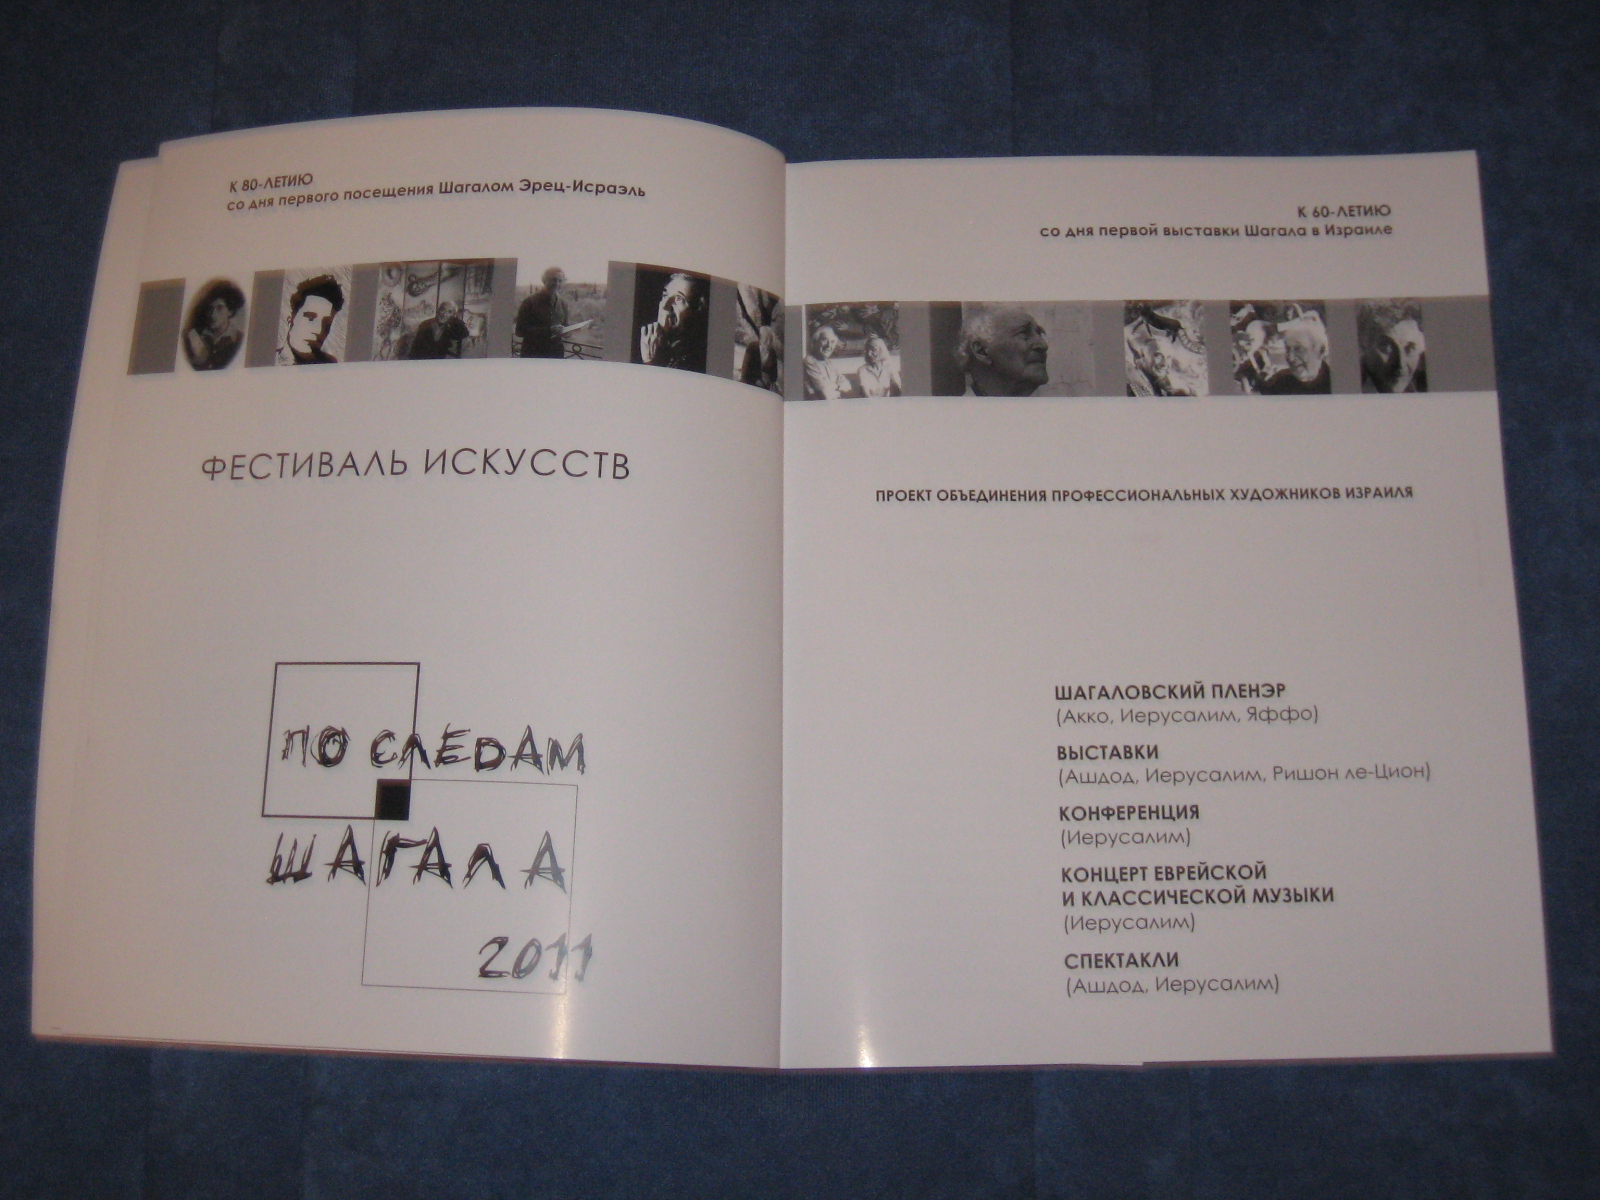 К 80-ЛЕТИЮ
со дня первого посещения Шагалом Эрец-Исраэль
ФЕСТИВАЛЬ ИСКУССТВ
ПО СЛЕДАМ
ШАГАЛА
2011
К 60-ЛЕТИЮ
со дня первой выставки Шагала в Израиле
ПРОЕКТ ОБЪЕДИНЕНИЯ ПРОФЕССИОНАЛЬНЫХ ХУДОЖНИКОВ ИЗРАИЛЯ
ШАГАЛОВСКИЙ ПЛЕНЭР
(Акко, Иерусалим, Яффо)
ВЫСТАВКИ
(Ашдод, Иерусалим, Ришон ле-Цион)
КОНФЕРЕНЦИЯ
(Иерусалим)
КОНЦЕРТ ЕВРЕЙСКОЙ
И КЛАССИЧЕСКОЙ МУЗЫКИ
(Иерусалим)
СПЕКТАКЛИ
(Ашдод, Иерусалим)